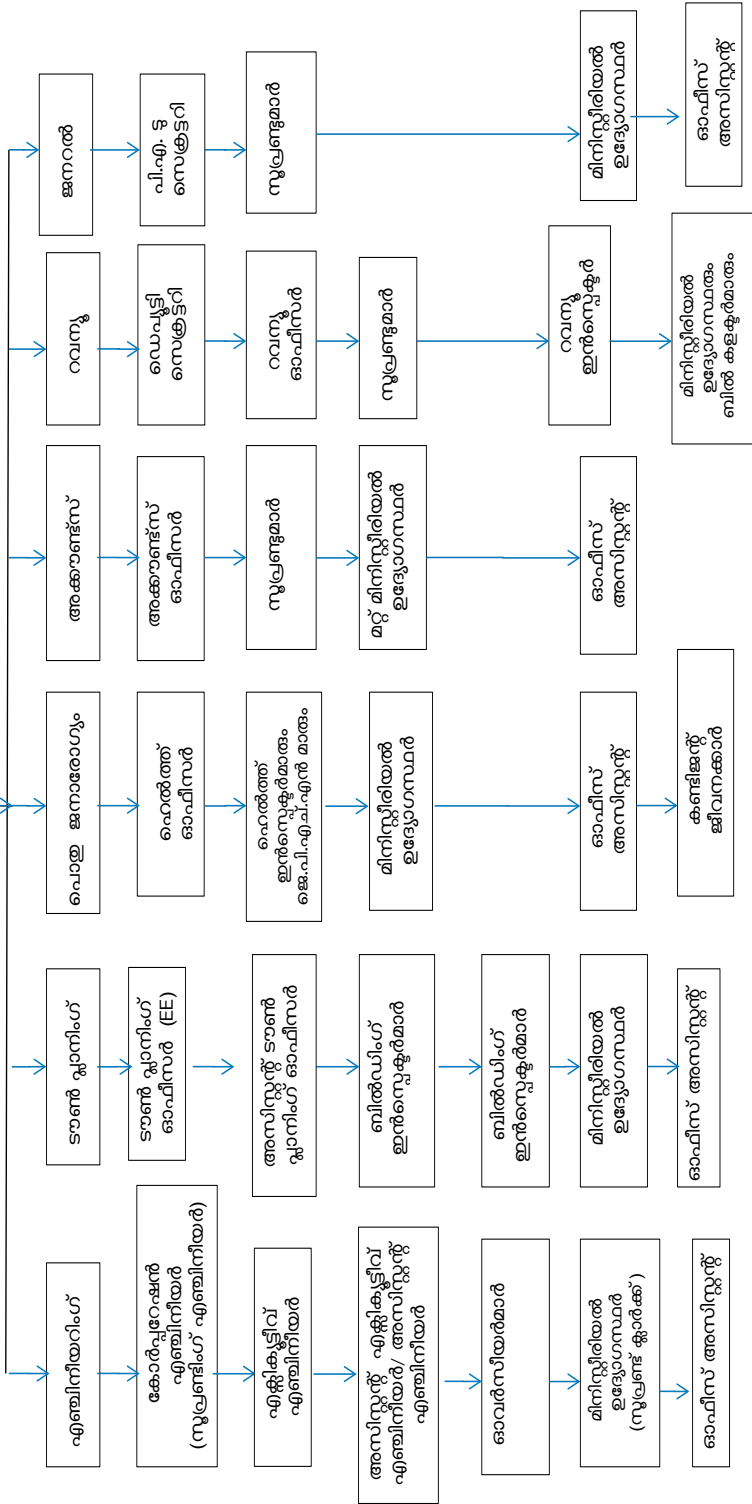 എഞ്ചിനീയറിംഗ്
കോർപ്പറേഷൻ
എഞ്ചിനീയർ
(സൂപ്രണ്ടിംഗ് എഞ്ചിനീയർ)
എക്സിക്യൂട്ടീവ്
എഞ്ചിനീയർ
അസിസ്റ്റന്റ് എക്സിക്യൂട്ടീവ്
എഞ്ചിനീയർ/ അസിസ്റ്റന്റ്
എഞ്ചിനീയർ
ഓവർസിയർമാർ
മിനിസ്റ്റീരിയൽ
ഉദ്യോഗസ്ഥർ
(സൂപ്രണ്ട് ക്ലാർക്ക് )
ഓഫീസ് അസിസ്റ്റന്റ്
ടൗൺ പ്ലാനിംഗ്
ടൗൺ പ്ലാനിംഗ്
ഓഫീസർ (EE)
അസിസ്റ്റന്റ് ടൗൺ
പ്ലാനിംഗ് ഓഫീസർ
ബിൽഡിംഗ്
ഇൻസ്പെക്ടർമാർ
ബിൽഡിംഗ്
ഇൻസ്പെക്ടർമാർ
മിനിസ്റ്റീരിയൽ
ഉദ്യോഗസ്ഥർ
ഓഫീസ് അസിസ്റ്റന്റ്
പൊതു ജനാരോഗ്യം
ഹെൽത്ത്
ഓഫീസർ
ഹെൽത്ത്
ഇൻസ്പെക്ടർമാരും
ജെ.പി.എച്ച്.എൻ മാരും
മിനിസ്റ്റീരിയൽ
ഉദ്യോഗസ്ഥർ
ഓഫീസ്
അസിസ്റ്റന്റ്
കണ്ടിജന്റ്
ജീവനക്കാർ
അക്കൗണ്ട്സ്
അക്കൗണ്ട്സ്
ഓഫീസർ
സൂപ്രണ്ടുമാർ
മറ്റ് മിനിസ്റ്റീരിയൽ
ഉദ്യോഗസ്ഥർ
ഓഫീസ്
അസിസ്റ്റന്റ്
റവന്യൂ
ഡെപ്യൂട്ടി
സെക്രട്ടറി
റവന്യൂ
ഓഫീസർ
സൂപ്രണ്ടുമാർ
റവന്യൂ
ഇൻസ്പെക്ടർ
മിനിസ്റ്റീരിയൽ
ഉദ്യോഗസ്ഥരും
ബിൽ കളക്ടർമാരും
ജനറൽ
പി.എ. ടു
സെക്രട്ടറി
സൂപ്രണ്ടുമാർ
മിനിസ്റ്റീരിയൽ
ഉദ്യോഗസ്ഥർ
ഓഫീസ്
അസിസ്റ്റന്റ്